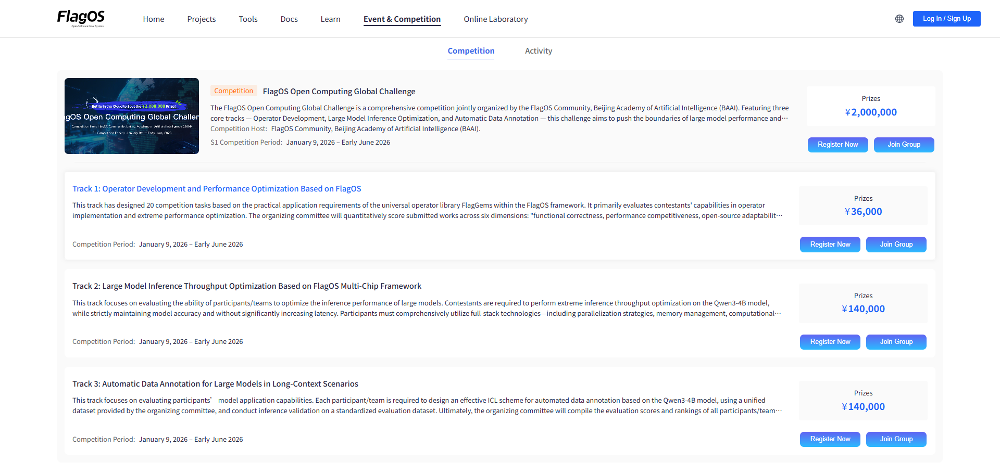 FlagOS
Open Software for AI Systems
Home Projects Tools Docs Learn Event & Competition Online Laboratory
Log In / Sign Up
Competition Activity
Battle in the Cloud to Split the ¥2,000,000 Prize!
gOS Open Computing Global Challen
Competition Host: FlagOS Community, Beijing Academy of Artificial Intelligence (BAAI)
Competition Period: January 9th — Early June, 2026
Competition FlagOS Open Computing Global Challenge
The FlagOS Open Computing Global Challenge is a comprehensive competition jointly organized by the FlagOS Community, Beijing Academy of Artificial Intelligence (BAAI). Featuring three
core tracks — Operator Development, Large Model Inference Optimization, and Automatic Data Annotation — this challenge aims to push the boundaries of large model performance and…
Competition Host: FlagOS Community, Beijing Academy of Artificial Intelligence (BAAI).
S1 Competition Period: January 9, 2026 – Early June 2026
Prizes
¥2,000,000
Register Now Join Group
Track 1: Operator Development and Performance Optimization Based on FlagOS
This track has designed 20 competition tasks based on the practical application requirements of the universal operator library FlagGems within the FlagOS framework. It primarily evaluates contestants' capabilities in operator
implementation and extreme performance optimization. The organizing committee will quantitatively score submitted works across six dimensions: "functional correctness, performance competitiveness, open-source adaptabilit…
Competition Period: January 9, 2026 – Early June 2026
Prizes
¥36,000
Register Now Join Group
Track 2: Large Model Inference Throughput Optimization Based on FlagOS Multi-Chip Framework
This track focuses on evaluating the ability of participants/teams to optimize the inference performance of large models. Contestants are required to perform extreme inference throughput optimization on the Qwen3-4B model,
while strictly maintaining model accuracy and without significantly increasing latency. Participants must comprehensively utilize full-stack technologies—including parallelization strategies, memory management, computational…
Competition Period: January 9, 2026 – Early June 2026
Prizes
¥140,000
Register Now Join Group
Track 3: Automatic Data Annotation for Large Models in Long-Context Scenarios
This track focuses on evaluating participants’ model application capabilities. Each participant/team is required to design an effective ICL scheme for automated data annotation based on the Qwen3-4B model, using a unified
dataset provided by the organizing committee, and conduct inference validation on a standardized evaluation dataset. Ultimately, the organizing committee will compile the evaluation scores and rankings of all participants/team…
Competition Period: January 9, 2026 – Early June 2026
Prizes
¥140,000
Register Now Join Group